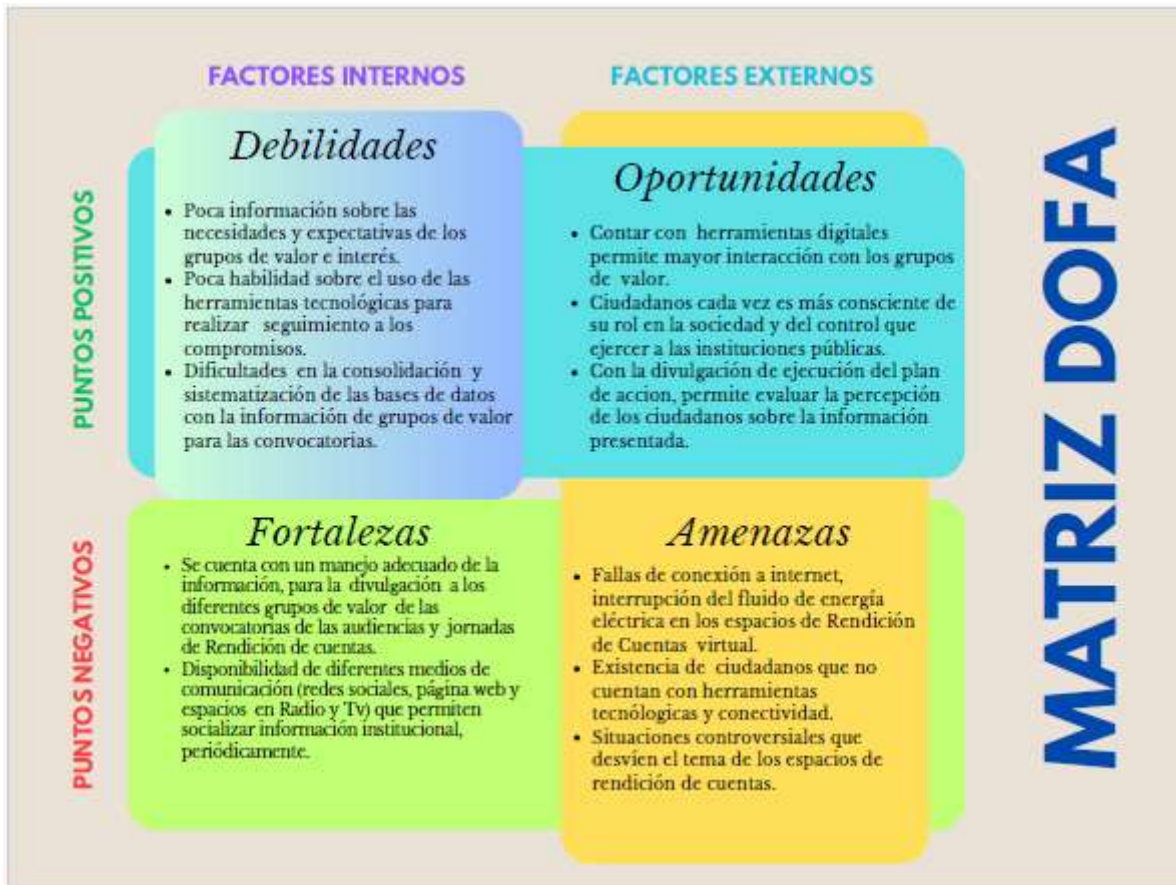 FACTORES INTERNOS
FACTORES EXTERNOS
PUNTOS POSITIVOS
Debilidades
• Poca información sobre las
necesidades y expectativas de los
grupos de valor e interés.
• Poca habilidad sobre el uso de las
herramientas tecnológicas para
realizar seguimiento a los
compromisos.
• Dificultades en la consolidación y
sistematización de las bases de datos
con la información de grupos de valor
para las convocatorias.
Oportunidades
• Contar con herramientas digitales
permite mayor interacción con los grupos
de valor.
• Ciudadanos cada vez es más consciente de
su rol en la sociedad y del control que
ejercer a las instituciones públicas.
• Con la divulgación de ejecución del plan
de accion, permite evaluar la percepción
de los ciudadanos sobre la información
presentada.
PUNTOS NEGATIVOS
Fortalezas
• Se cuenta con un manejo adecuado de la
información, para la divulgación a los
diferentes grupos de valor de las
convocatorias de las audiencias y jornadas
de Rendición de cuentas.
• Disponibilidad de diferentes medios de
comunicación (redes sociales, página web y
espacios en Radio y Tv) que permiten
socializar información institucional,
periódicamente.
Amenazas
• Fallas de conexión a internet,
interrupción del fluido de energía
eléctrica en los espacios de Rendición
de Cuentas virtual.
• Existencia de ciudadanos que no
cuentan con herramientas
tecnólogicas y conectividad.
• Situaciones controversiales que
desvíen el tema de los espacios de
rendición de cuentas.
MATRIZ DOFA